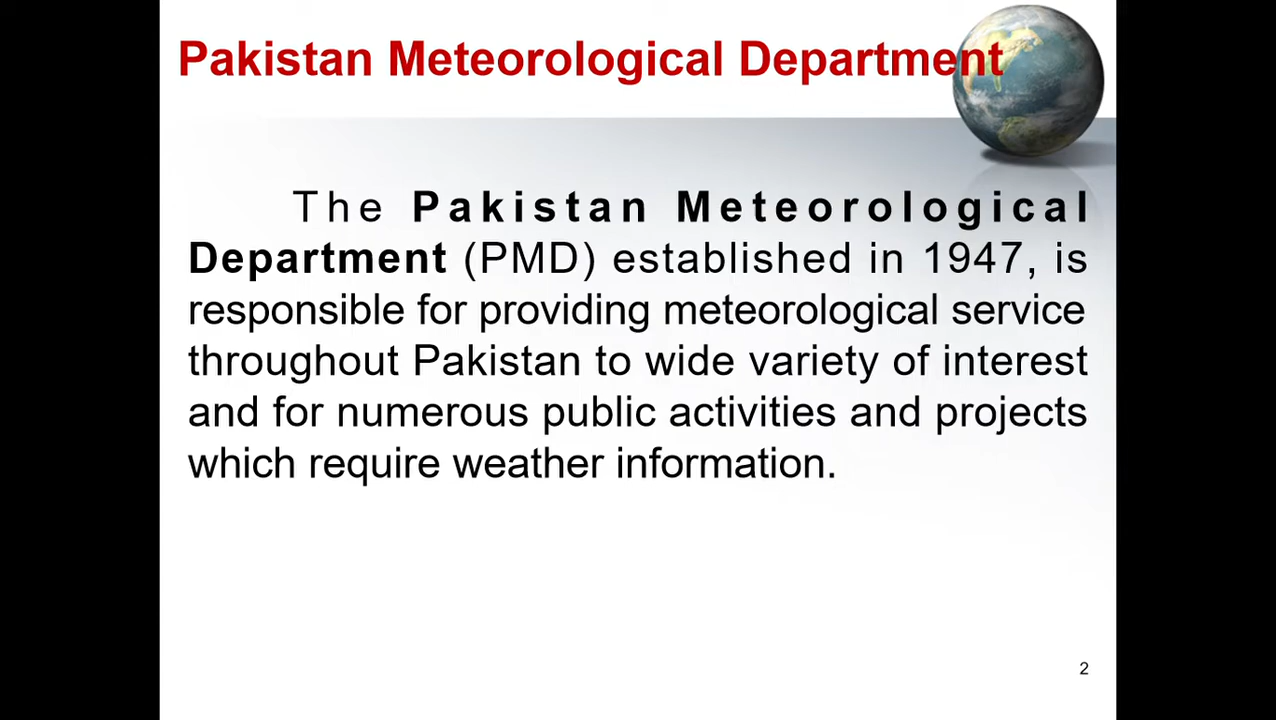 Pakistan Meteorological Department
The Pakistan Meteorological
Department (PMD) established in 1947, is
responsible for providing meteorological service
throughout Pakistan to wide variety of interest
and for numerous public activities and projects
which require weather information.
2